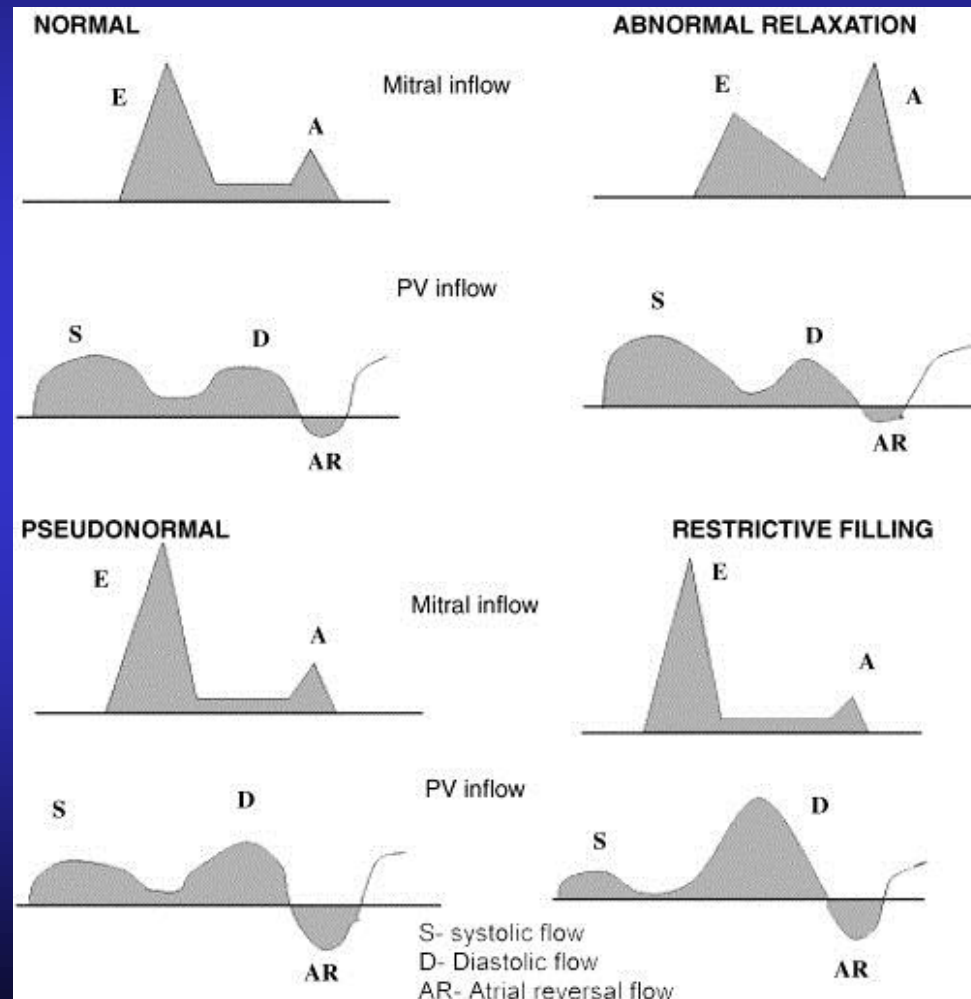 NORMAL
ABNORMAL RELAXATION
E
A
Mitral inflow
E
A
PV inflow
S
D
AR
S
D
AR
PSEUDONORMAL
RESTRICTIVE FILLING
E
A
Mitral inflow
E
A
PV inflow
S
D
AR
S
D
AR
S- systolic flow
D- Diastolic flow
AR- Atrial reversal flow